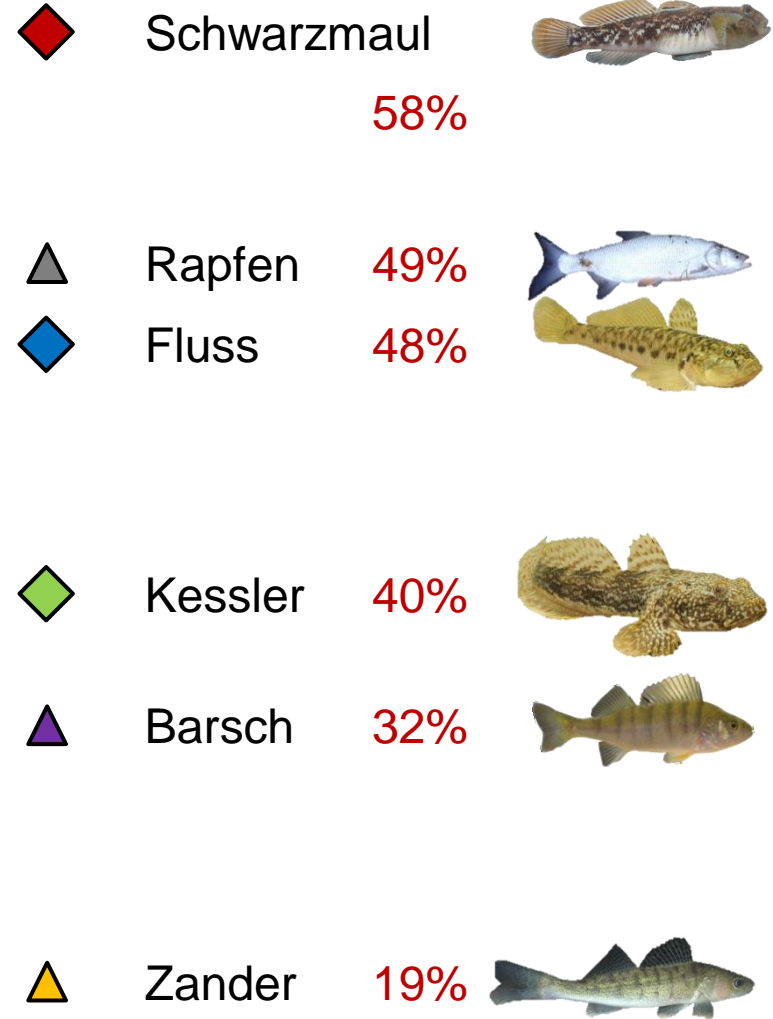 Schwarzmaul
58%
Rapfen 49%
Fluss 48%
Kessler 40%
Barsch 32%
Zander 19%